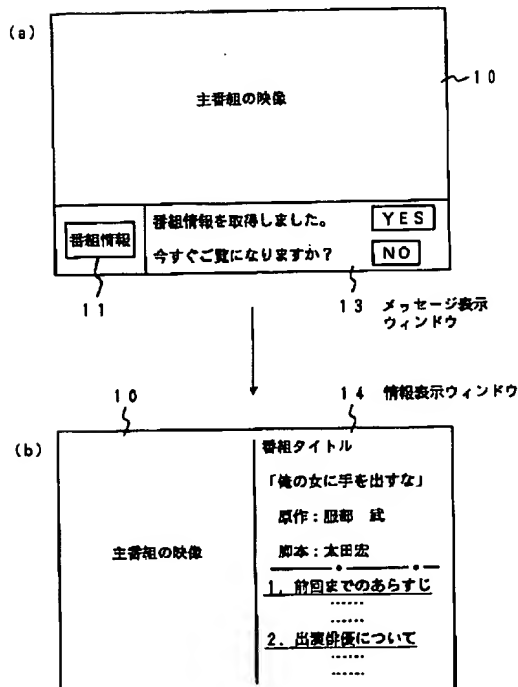 (a)
主番組の映像
10
番組情報
番組情報を取得しました。
今すぐご覧になりますか?
YES
NO
11
13 メッセージ表示
ウィンドウ
10
14 情報表示ウィンドウ
(b)
主番組の映像
番組タイトル
「俺の女に手を出すな」
原作:服部 武
脚本:太田宏
1. 前回までのあらすじ
......
......
2. 出演俳優について
......
......